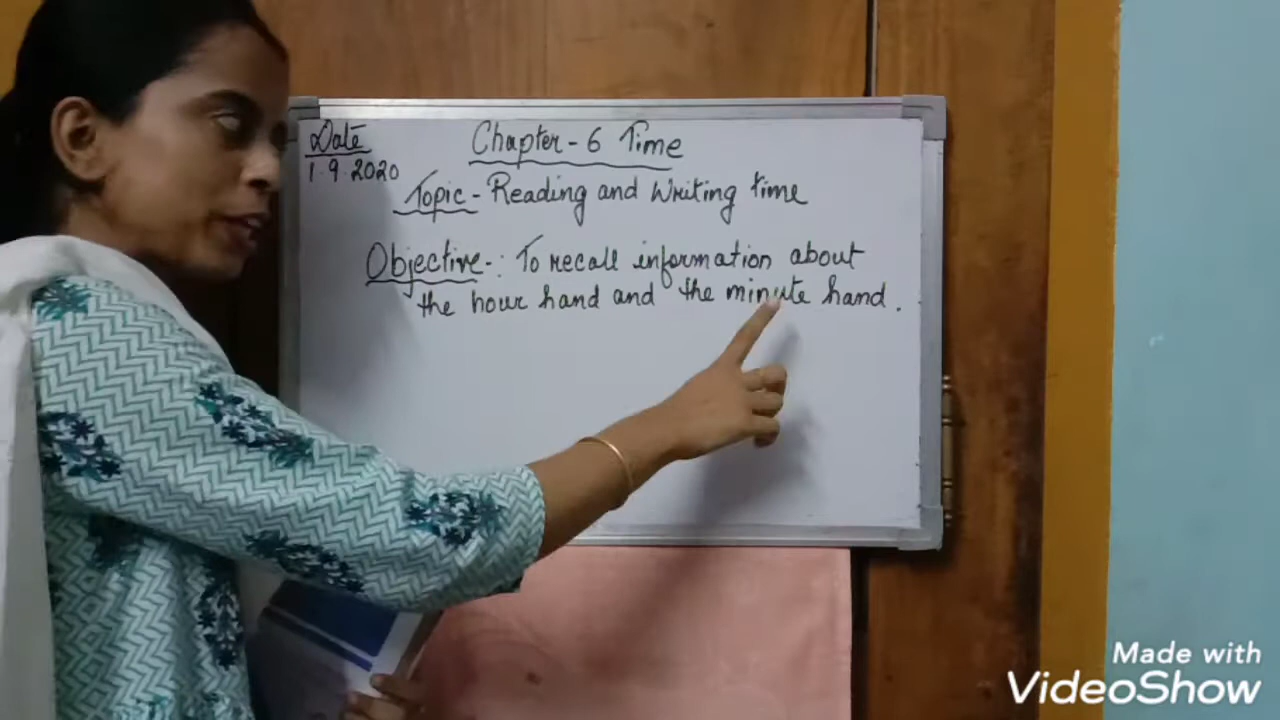 Date
1.9.2020
Chapter - 6 Time
Topic - Reading and Writing time
Objective -: To recall information about
the hour hand and the minute hand.
Made with
VideoShow